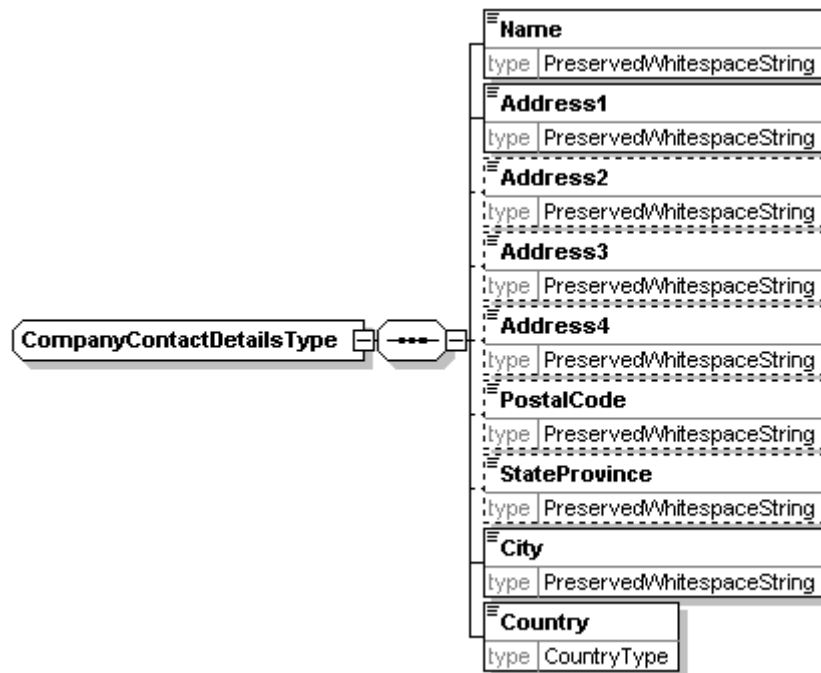 Name
type PreservedWhitespaceString
Address1
type PreservedWhitespaceString
Address2
type PreservedWhitespaceString
Address3
type PreservedWhitespaceString
CompanyContactDetailsType
Address4
type PreservedWhitespaceString
PostalCode
type PreservedWhitespaceString
StateProvince
type PreservedWhitespaceString
City
type PreservedWhitespaceString
Country
type CountryType